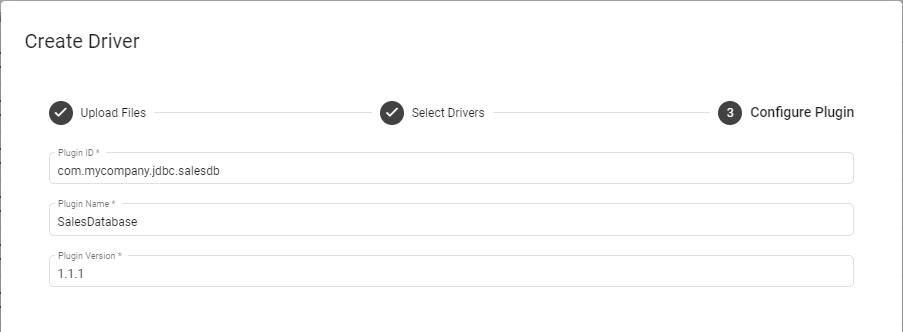 Create Driver
Upload Files
Select Drivers
3 Configure Plugin
Plugin ID *
com.mycompany.jdbc.salesdb
Plugin Name *
SalesDatabase
Plugin Version *
1.1.1